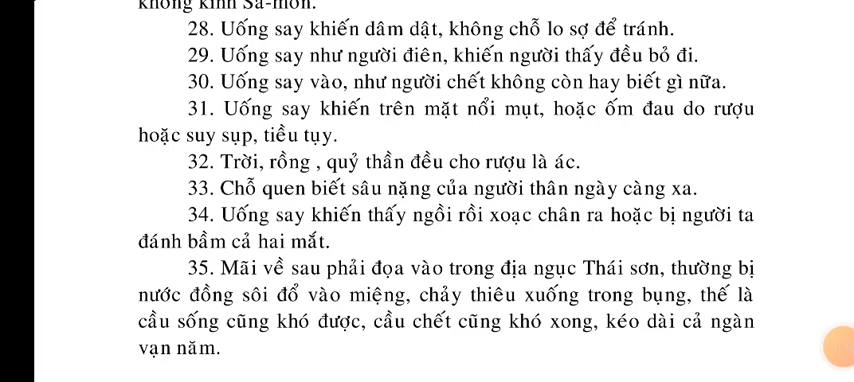 không kính Sa-môn.
28. Uống say khiến dâm dật, không chỗ lo sợ để tránh.
29. Uống say như người điên, khiến người thấy đều bỏ đi.
30. Uống say vào, như người chết không còn hay biết gì nữa.
31. Uống say khiến trên mặt nổi mụt, hoặc ốm đau do rượu
hoặc suy sụp, tiều tụy.
32. Trời, rồng , quỷ thần đều cho rượu là ác.
33. Chỗ quen biết sâu nặng của người thân ngày càng xa.
34. Uống say khiến thấy ngồi rồi xoạc chân ra hoặc bị người ta
đánh bầm cả hai mắt.
35. Mãi về sau phải đọa vào trong địa ngục Thái sơn, thường bị
nước đồng sôi đổ vào miệng, chảy thiêu xuống trong bụng, thế là
cầu sống cũng khó được, cầu chết cũng khó xong, kéo dài cả ngàn
vạn năm.